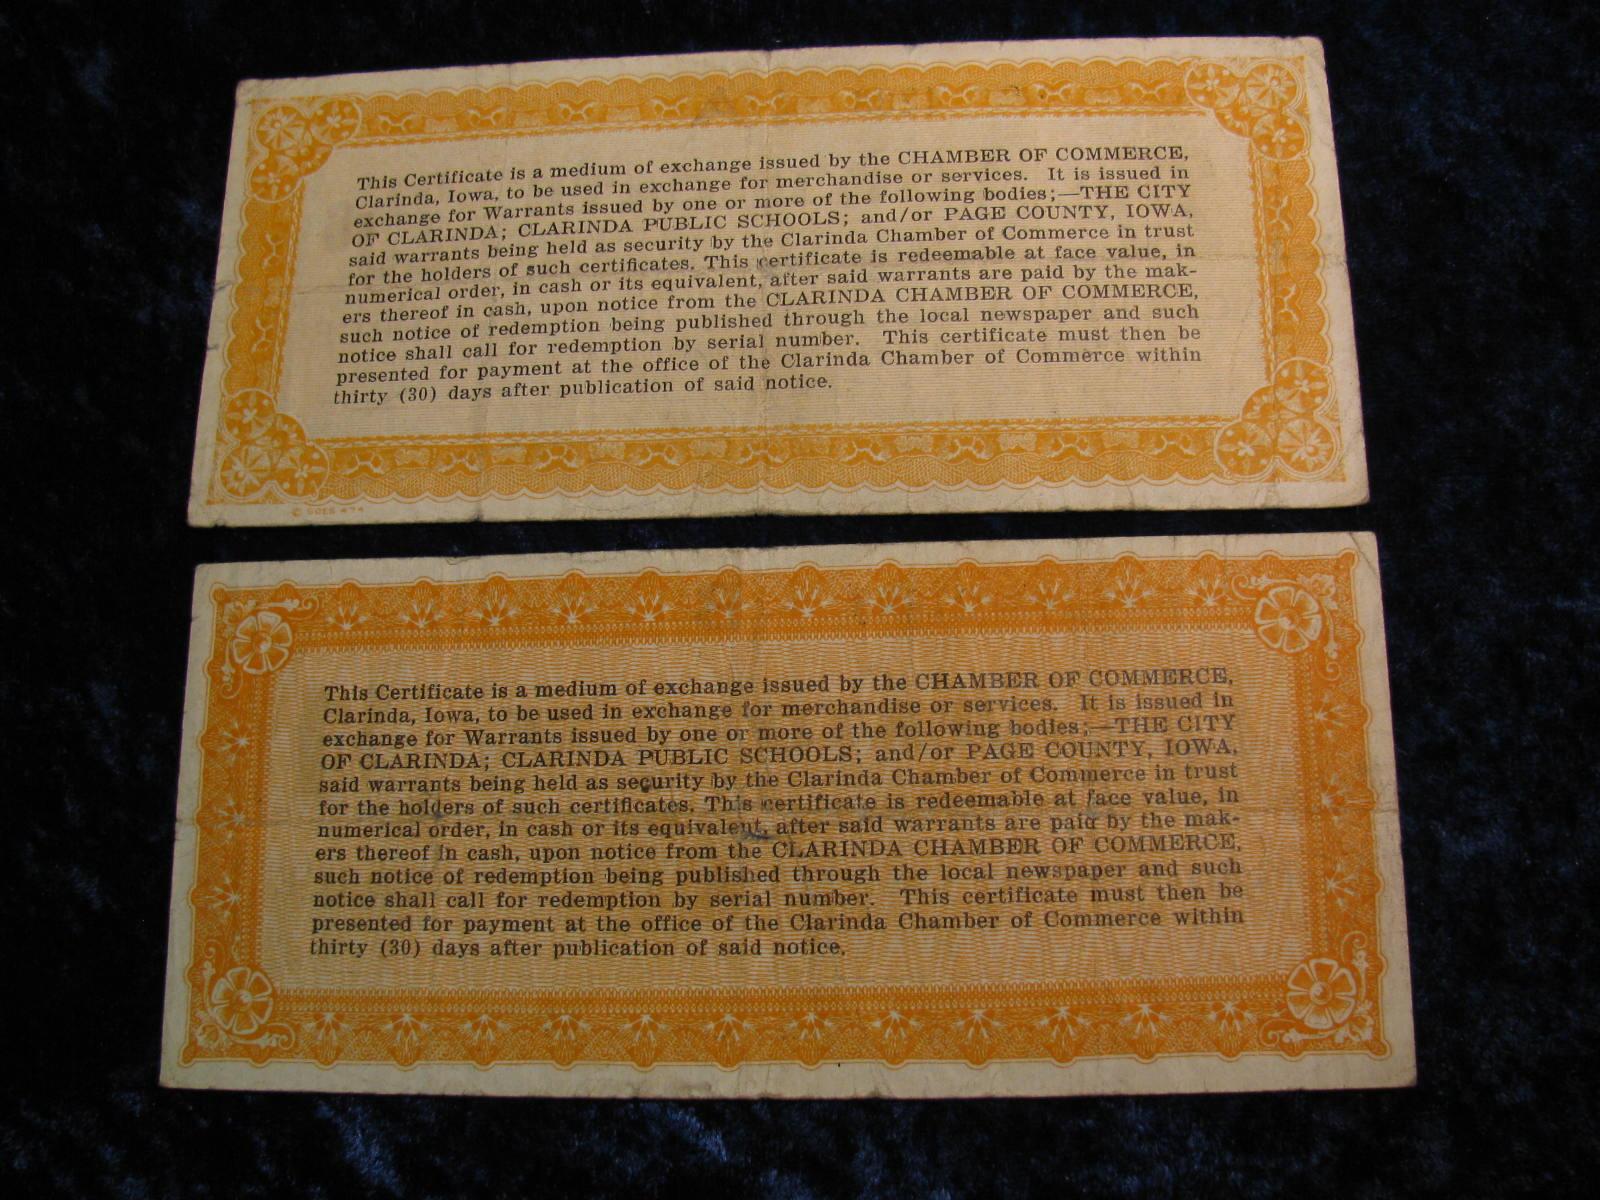 This Certificate is a medium of exchange issued by the CHAMBER OF COMMERCE,
Clarinda, Iowa, to be used in exchange for merchandise or services. It is issued in
exchange for Warrants issued by one or more of the following bodies;—THE CITY
OF CLARINDA; CLARINDA PUBLIC SCHOOLS; and/or PAGE COUNTY, IOWA,
said warrants being held as security by the Clarinda Chamber of Commerce in trust
for the holders of such certificates. This certificate is redeemable at face value, in
numerical order, in cash or its equivalent, after said warrants are paid by the mak-
ers thereof in cash, upon notice from the CLARINDA CHAMBER OF COMMERCE,
such notice of redemption being published through the local newspaper and such
notice shall call for redemption by serial number. This certificate must then be
presented for payment at the office of the Clarinda Chamber of Commerce within
thirty (30) days after publication of said notice.
© GOES 474
This Certificate is a medium of exchange issued by the CHAMBER OF COMMERCE,
Clarinda, Iowa, to be used in exchange for merchandise or services. It is issued in
exchange for Warrants issued by one or more of the following bodies;—THE CITY
OF CLARINDA; CLARINDA PUBLIC SCHOOLS; and/or PAGE COUNTY, IOWA,
said warrants being held as security by the Clarinda Chamber of Commerce in trust
for the holders of such certificates. This certificate is redeemable at face value, in
numerical order, in cash or its equivalent, after said warrants are paid by the mak-
ers thereof in cash, upon notice from the CLARINDA CHAMBER OF COMMERCE,
such notice of redemption being published through the local newspaper and such
notice shall call for redemption by serial number. This certificate must then be
presented for payment at the office of the Clarinda Chamber of Commerce within
thirty (30) days after publication of said notice.